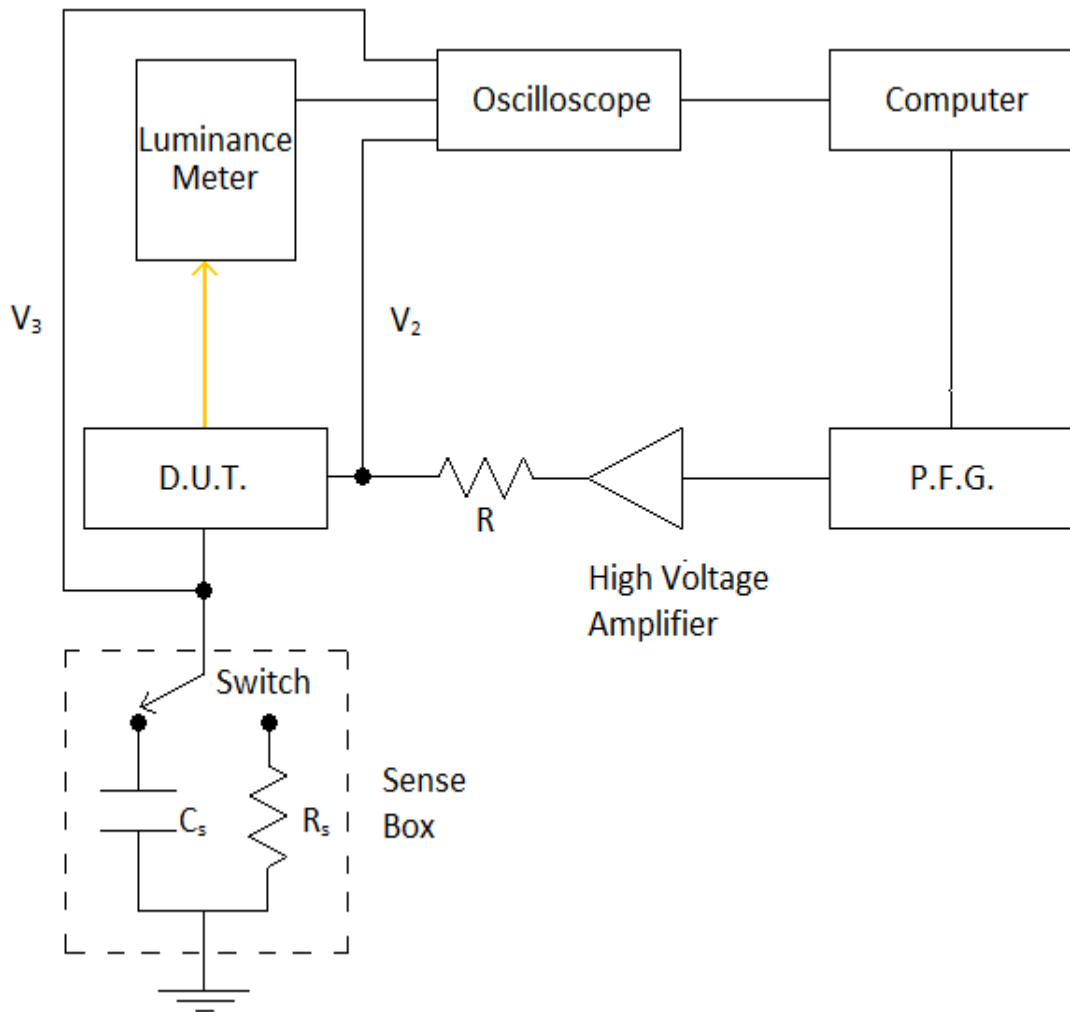 Oscilloscope
Computer
Luminance
Meter
V₃
V₂
D.U.T.
R
P.F.G.
High Voltage
Amplifier
Switch
Sense
Box
Cₛ
Rₛ